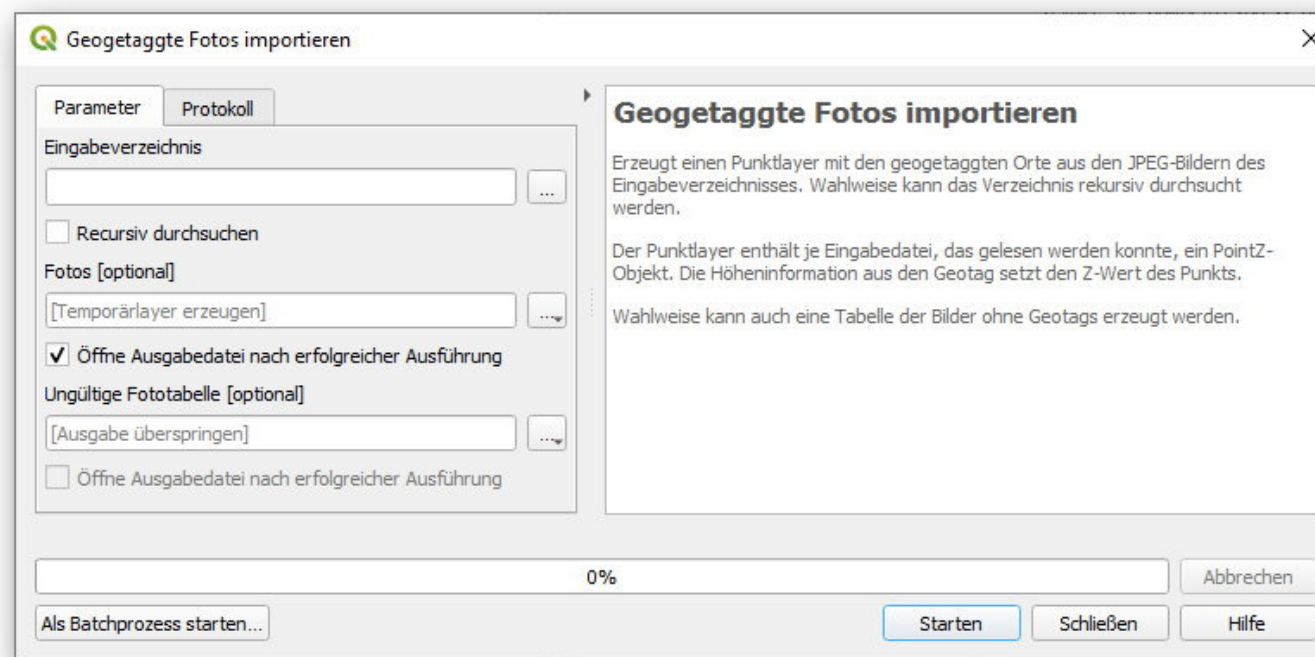 Geogetaggte Fotos importieren
Parameter
Protokoll
Eingabeverzeichnis
...
Recursiv durchsuchen
Fotos [optional]
[Temporärlayer erzeugen]
...
Öffne Ausgabedatei nach erfolgreicher Ausführung
Ungültige Fototabelle [optional]
[Ausgabe überspringen]
...
Öffne Ausgabedatei nach erfolgreicher Ausführung
Geogetaggte Fotos importieren
Erzeugt einen Punktlayer mit den geogetaggten Orte aus den JPEG-Bildern des
Eingabeverzeichnisses. Wahlweise kann das Verzeichnis rekursiv durchsucht
werden.
Der Punktlayer enthält je Eingabedatei, das gelesen werden konnte, ein PointZ-
Objekt. Die Höheninformation aus den Geotag setzt den Z-Wert des Punkts.
Wahlweise kann auch eine Tabelle der Bilder ohne Geotags erzeugt werden.
0%
Abbrechen
Als Batchprozess starten...
Starten
Schließen
Hilfe